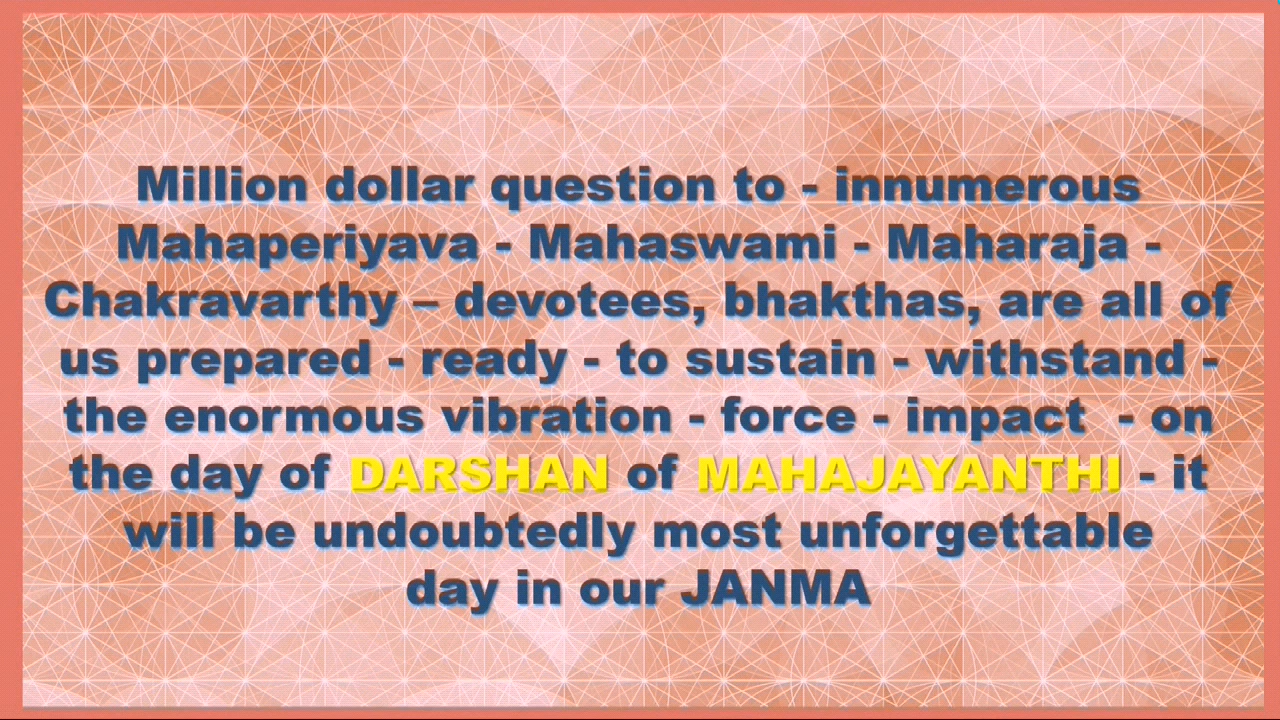 Million dollar question to - innumerous
Mahaperiyava - Mahaswami - Maharaja -
Chakravarthy – devotees, bhakthas, are all of
us prepared - ready - to sustain - withstand -
the enormous vibration - force - impact  - on
the day of DARSHAN of MAHAJAYANTHI - it
will be undoubtedly most unforgettable
day in our JANMA